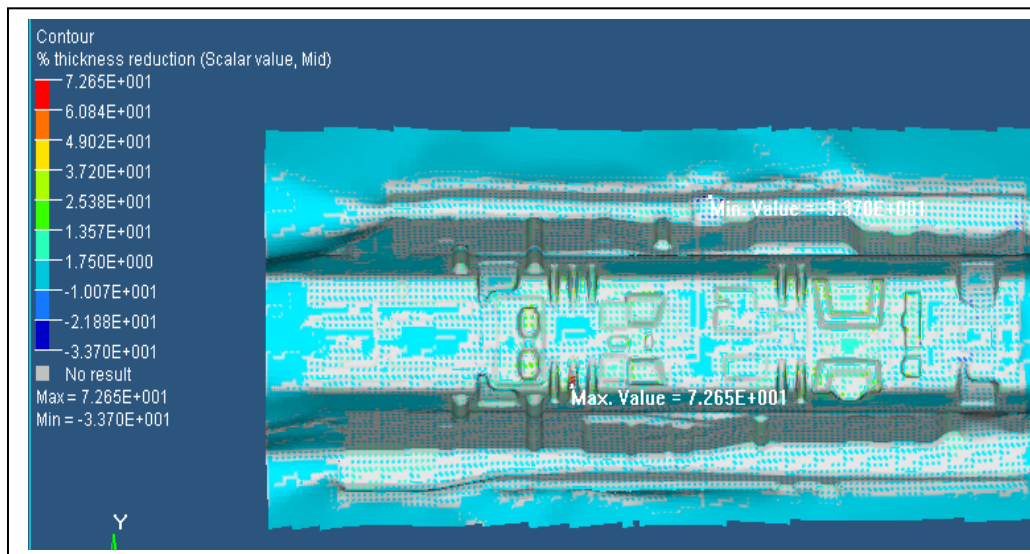 Contour
% thickness reduction (Scalar value, Mid)
7.265E+001
6.084E+001
4.902E+001
3.720E+001
2.538E+001
1.357E+001
1.750E+000
-1.007E+001
-2.188E+001
-3.370E+001
No result
Max = 7.265E+001
Min = -3.370E+001
Min. Value = -3.370E+001
Max. Value = 7.265E+001
Y